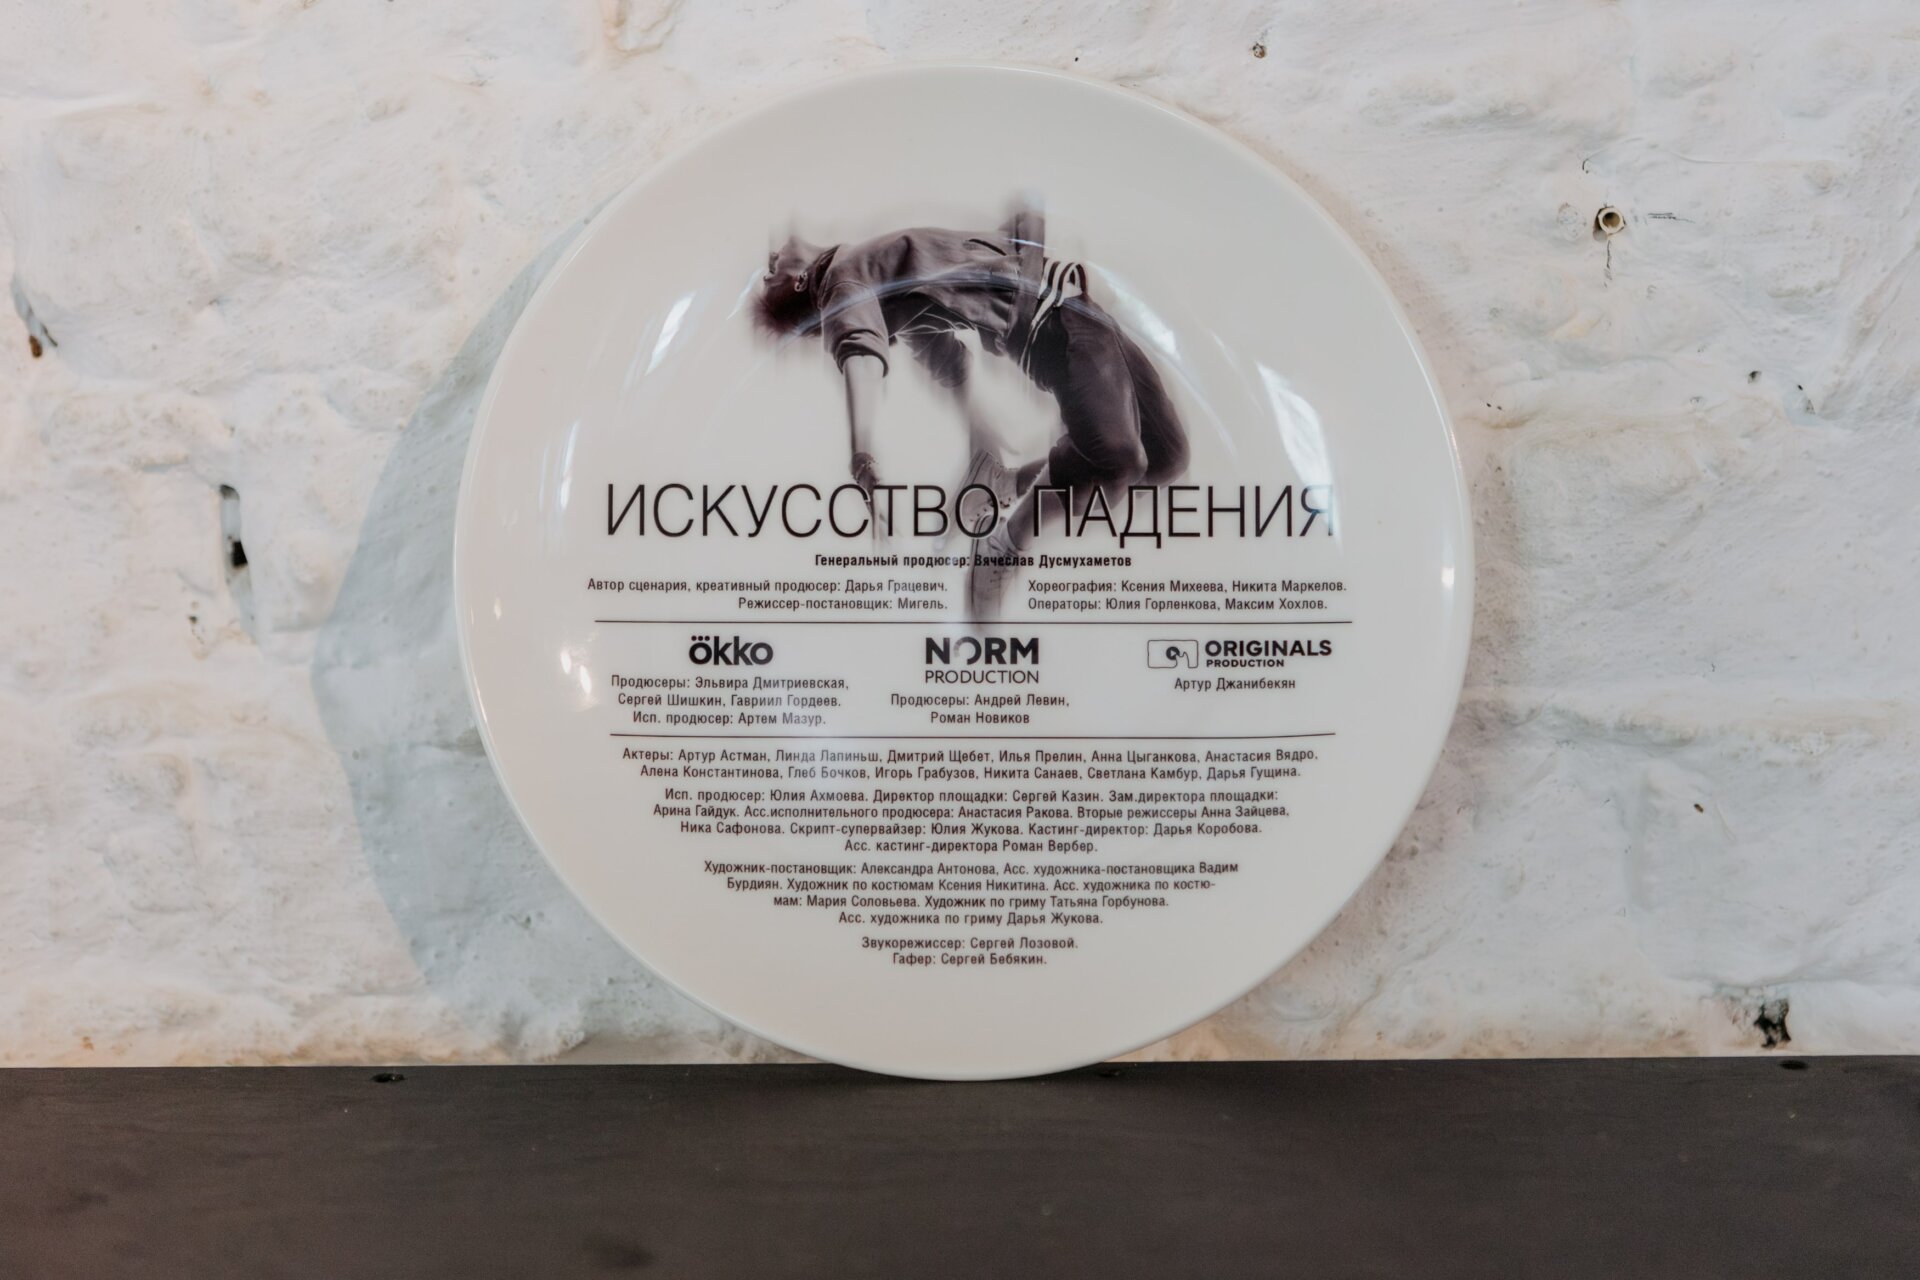 ИСКУССТВО ПАДЕНИЯ
Генеральный продюсер: Вячеслав Дусмухаметов
Автор сценария, креативный продюсер: Дарья Грацевич.
Режиссер-постановщик: Мигель.
Хореография: Ксения Михеева, Никита Маркелов.
Операторы: Юлия Горленкова, Максим Хохлов.
ökko
Продюсеры: Эльвира Дмитриевская,
Сергей Шишкин, Гавриил Гордеев.
Исп. продюсер: Артем Мазур.
NORM
PRODUCTION
Продюсеры: Андрей Левин,
Роман Новиков
ORIGINALS
PRODUCTION
Артур Джанибекян
Актеры: Артур Астман, Линда Лапиньш, Дмитрий Щебет, Илья Прелин, Анна Цыганкова, Анастасия Вядро,
Алена Константинова, Глеб Бочков, Игорь Грабузов, Никита Санаев, Светлана Камбур, Дарья Гущина.
Исп. продюсер: Юлия Ахмоева. Директор площадки: Сергей Казин. Зам.директора площадки:
Арина Гайдук. Асс.исполнительного продюсера: Анастасия Ракова. Вторые режиссеры Анна Зайцева,
Ника Сафонова. Скрипт-супервайзер: Юлия Жукова. Кастинг-директор: Дарья Коробова.
Асс. кастинг-директора Роман Вербер.
Художник-постановщик: Александра Антонова, Асс. художника-постановщика Вадим
Бурдиян. Художник по костюмам Ксения Никитина. Асс. художника по костю-
мам: Мария Соловьева. Художник по гриму Татьяна Горбунова.
Асс. художника по гриму Дарья Жукова.
Звукорежиссер: Сергей Лозовой.
Гафер: Сергей Бебякин.